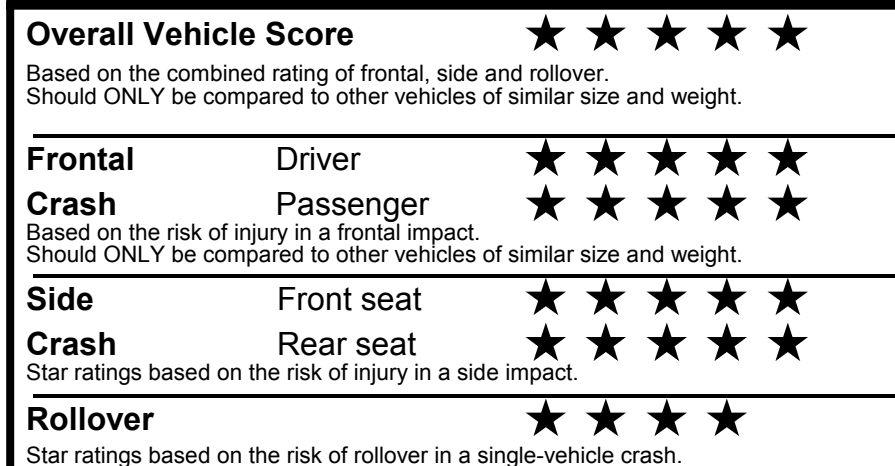 Overall Vehicle Score ★ ★ ★ ★ ★
Based on the combined rating of frontal, side and rollover.
Should ONLY be compared to other vehicles of similar size and weight.
Frontal Driver ★ ★ ★ ★ ★
Crash Passenger ★ ★ ★ ★ ★
Based on the risk of injury in a frontal impact.
Should ONLY be compared to other vehicles of similar size and weight.
Side Front seat ★ ★ ★ ★ ★
Crash Rear seat ★ ★ ★ ★ ★
Star ratings based on the risk of injury in a side impact.
Rollover ★ ★ ★ ★
Star ratings based on the risk of rollover in a single-vehicle crash.